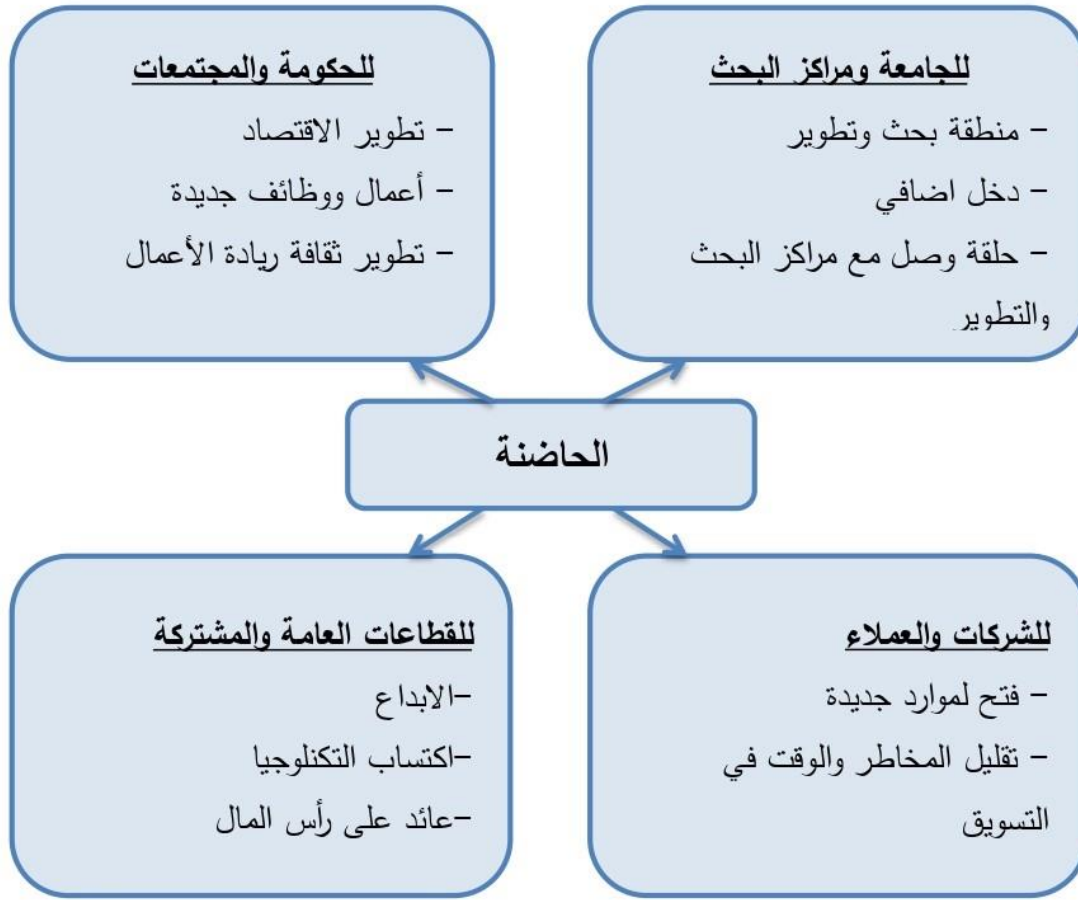 للجامعة ومراكز البحث
- منطقة بحث وتطوير
- دخل اضافي
- حلقة وصل مع مراكز البحث
والتطوير
للحكومة والمجتمعات
- تطوير الاقتصاد
- أعمال ووظائف جديدة
- تطوير ثقافة ريادة الأعمال
الحاضنة
للشركات والعملاء
- فتح لموارد جديدة
- تقليل المخاطر والوقت في
التسويق
للقطاعات العامة والمشتركة
-الابداع
-اكتساب التكنلوجيا
-عائد على رأس المال